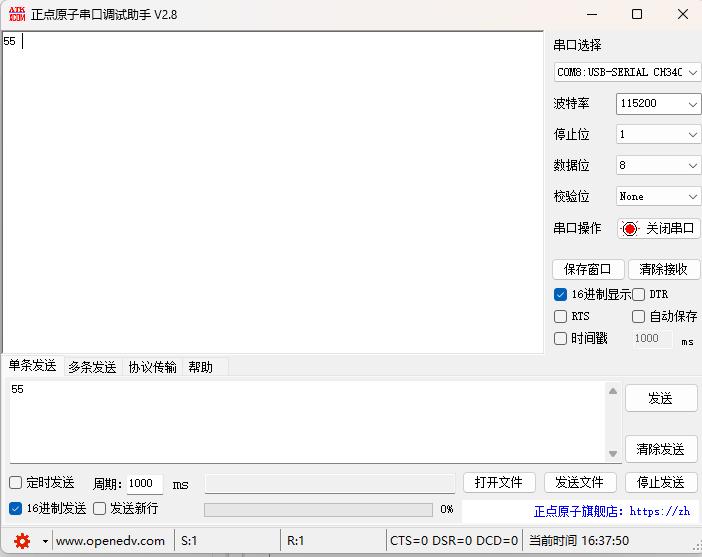 ATK
XCOM 正点原子串口调试助手 V2.8
55
串口选择
COM8:USB-SERIAL CH340
波特率 115200
停止位 1
数据位 8
校验位 None
串口操作 关闭串口
保存窗口 清除接收
16进制显示 DTR
RTS 自动保存
时间戳 1000 ms
单条发送 多条发送 协议传输 帮助
55
发送
清除发送
定时发送 周期: 1000 ms 打开文件 发送文件 停止发送
16进制发送 发送新行 0% 正点原子旗舰店: https://zh
www.openedv.com S:1 R:1 CTS=0 DSR=0 DCD=0 当前时间 16:37:50